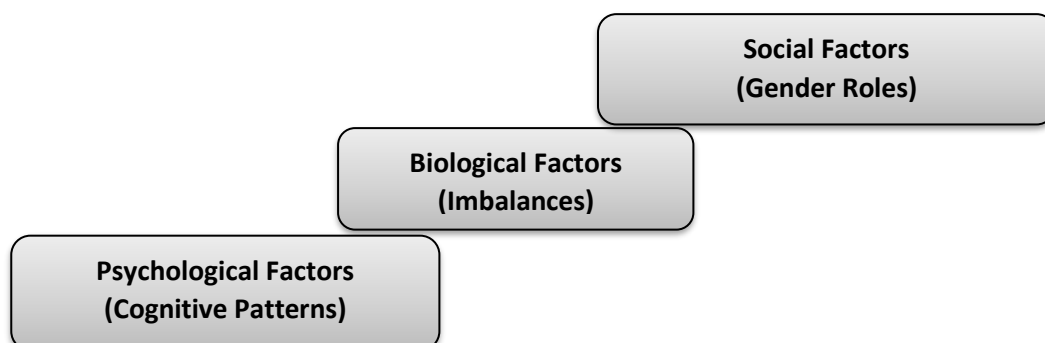 Social Factors
(Gender Roles)
Biological Factors
(Imbalances)
Psychological Factors
(Cognitive Patterns)